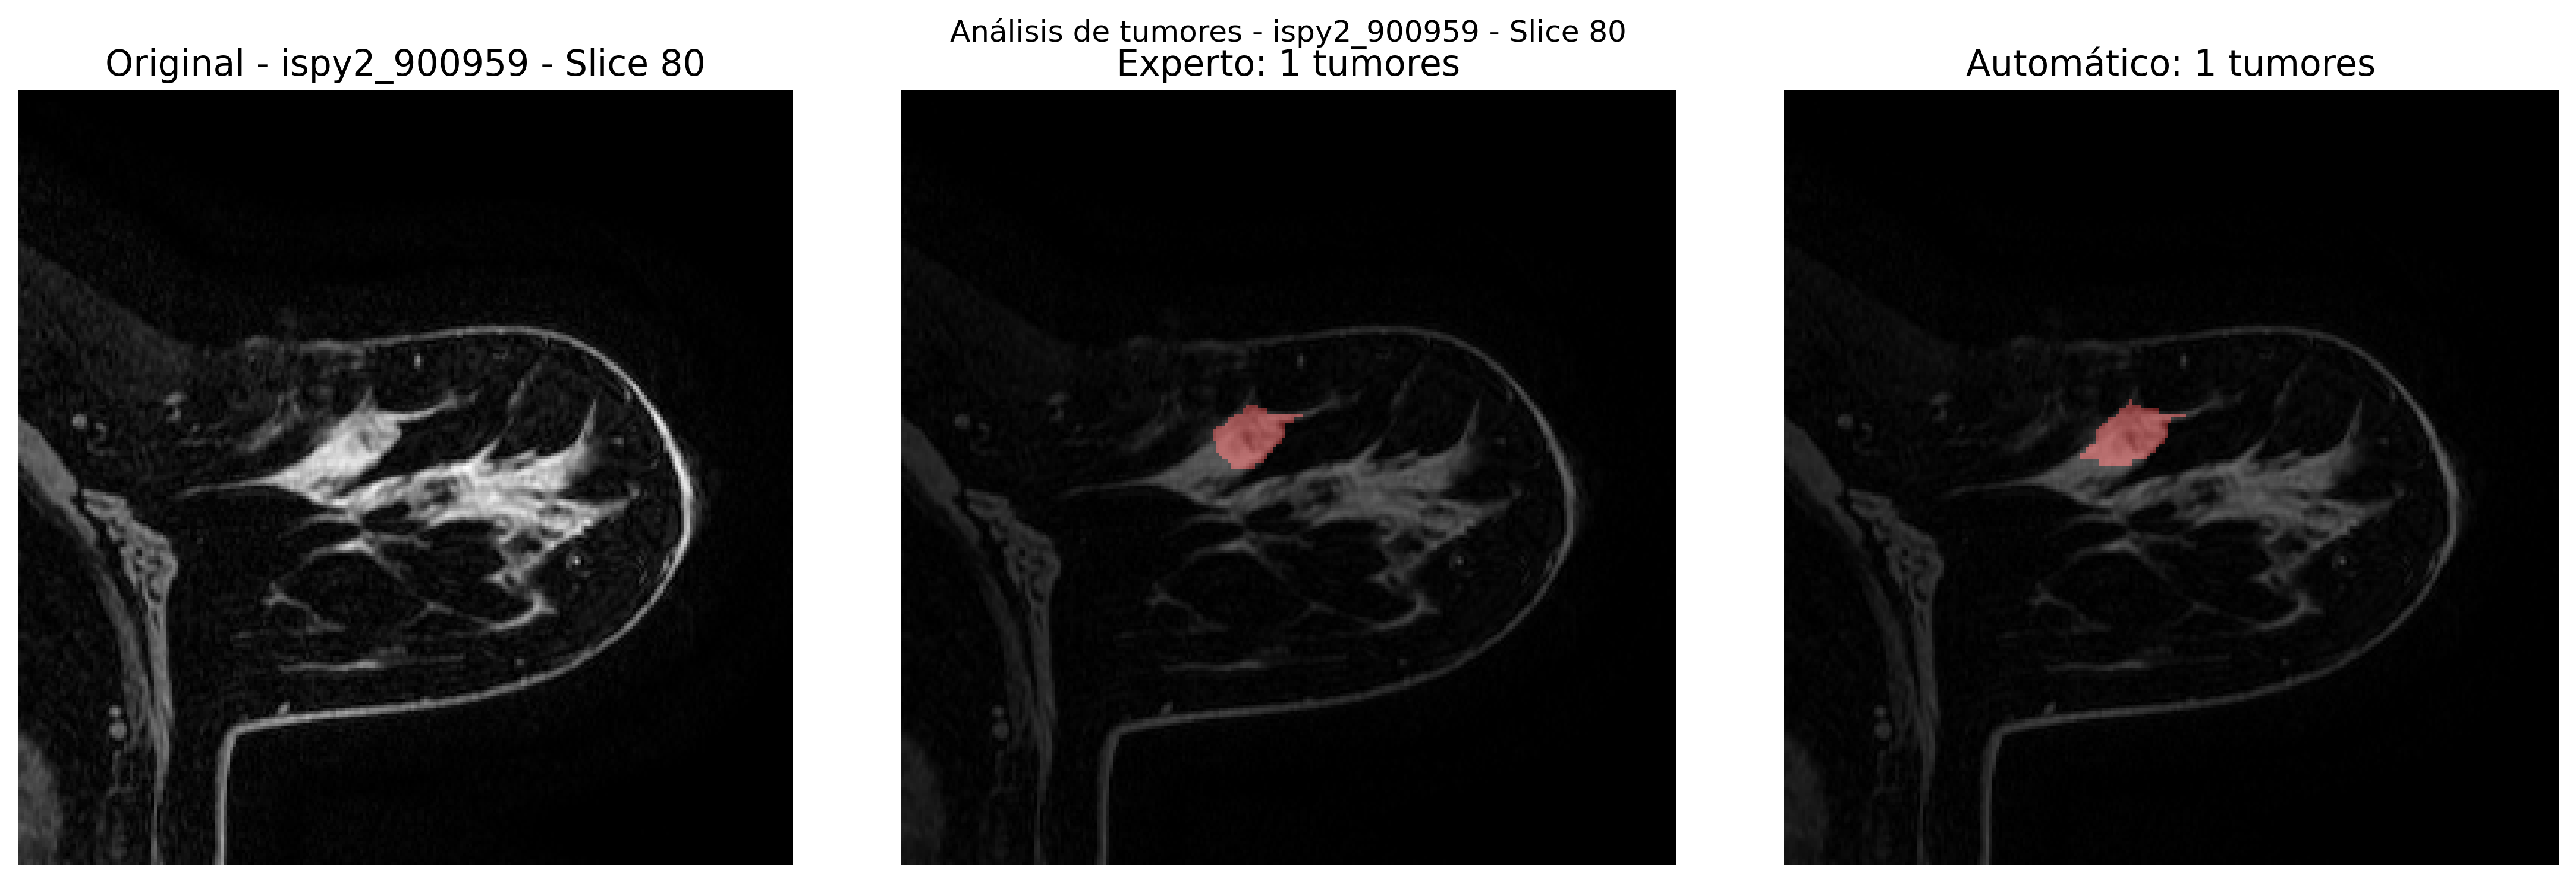 Análisis de tumores - ispy2_900959 - Slice 80
Original - ispy2_900959 - Slice 80
Experto: 1 tumores
Automático: 1 tumores